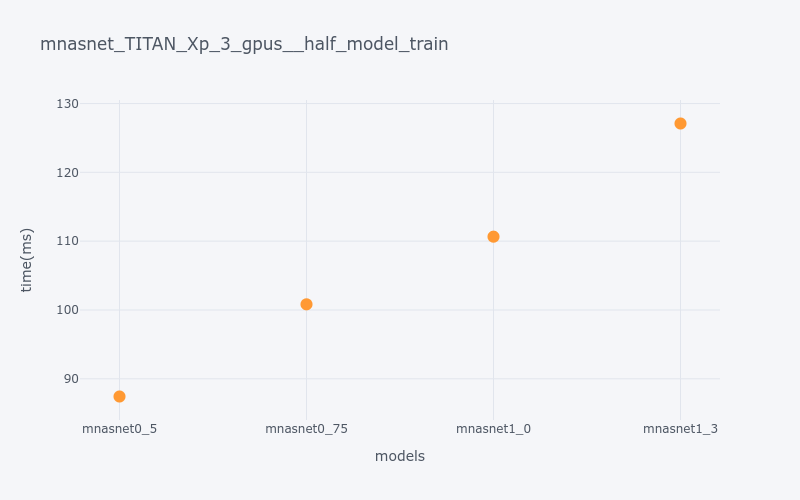 mnasnet_TITAN_Xp_3_gpus__half_model_train
130
120
110
100
90
time(ms)
mnasnet0_5 mnasnet0_75 mnasnet1_0 mnasnet1_3
models